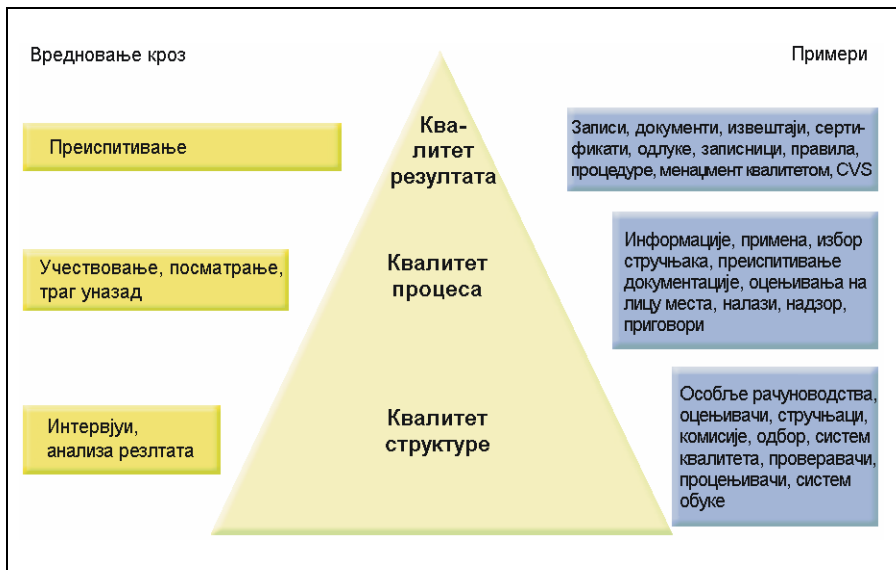 Вредновање кроз
Примери
Преиспитивање
Ква-
литет
резултата
Записи, документи, извештаји, серти-
фикати, одлуке, записници, правила,
процедуре, менаџмент квалитетом, CVS
Учествовање, посматрање,
траг уназад
Квалитет
процеса
Информације, примена, избор
стручњака, преиспитивање
документације, оцењивања на
лицу места, налази, надзор,
приговори
Интервјуи,
анализа резлтата
Квалитет
структуре
Особље рачуноводства,
оцењивачи, стручњаци,
комисије, одбор, систем
квалитета, проверавачи,
процењивачи, систем
обуке